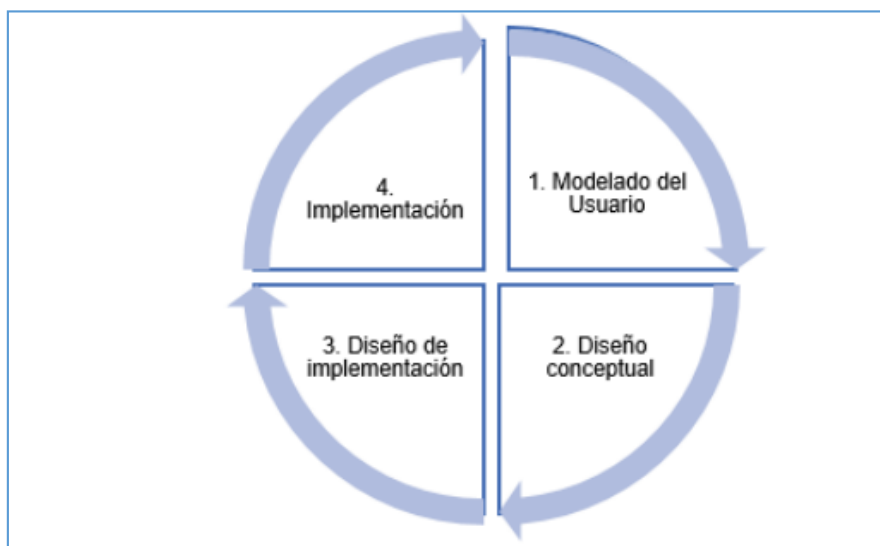 4.
Implementación
1. Modelado del
Usuario
3. Diseño de
implementación
2. Diseño
conceptual